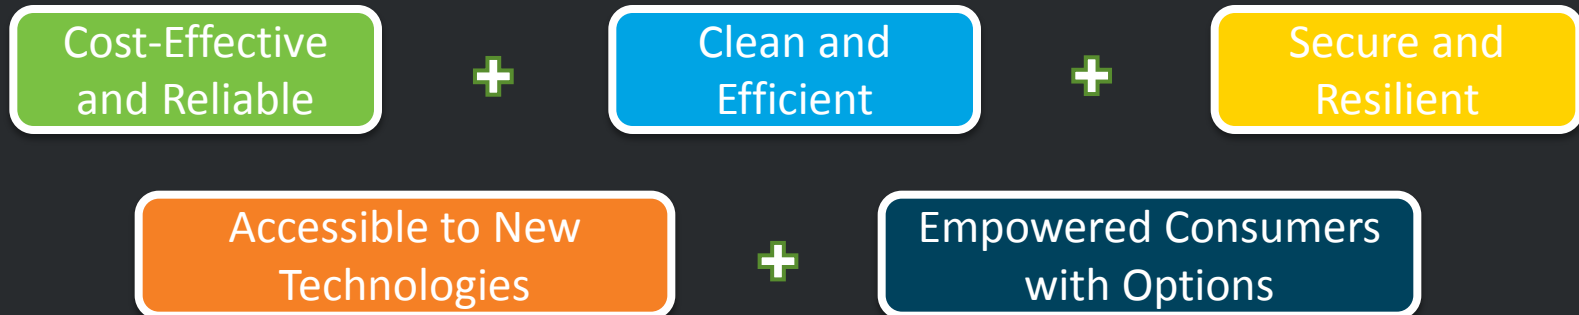 Cost-Effective
and Reliable
Clean and
Efficient
Secure and
Resilient
Accessible to New
Technologies
Empowered Consumers
with Options